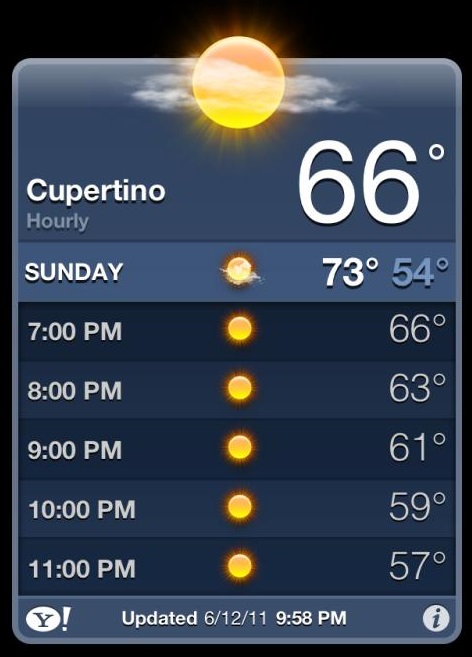 66°
Cupertino
Hourly
SUNDAY 73° 54°
7:00 PM 66°
8:00 PM 63°
9:00 PM 61°
10:00 PM 59°
11:00 PM 57°
Y! Updated 6/12/11 9:58 PM i